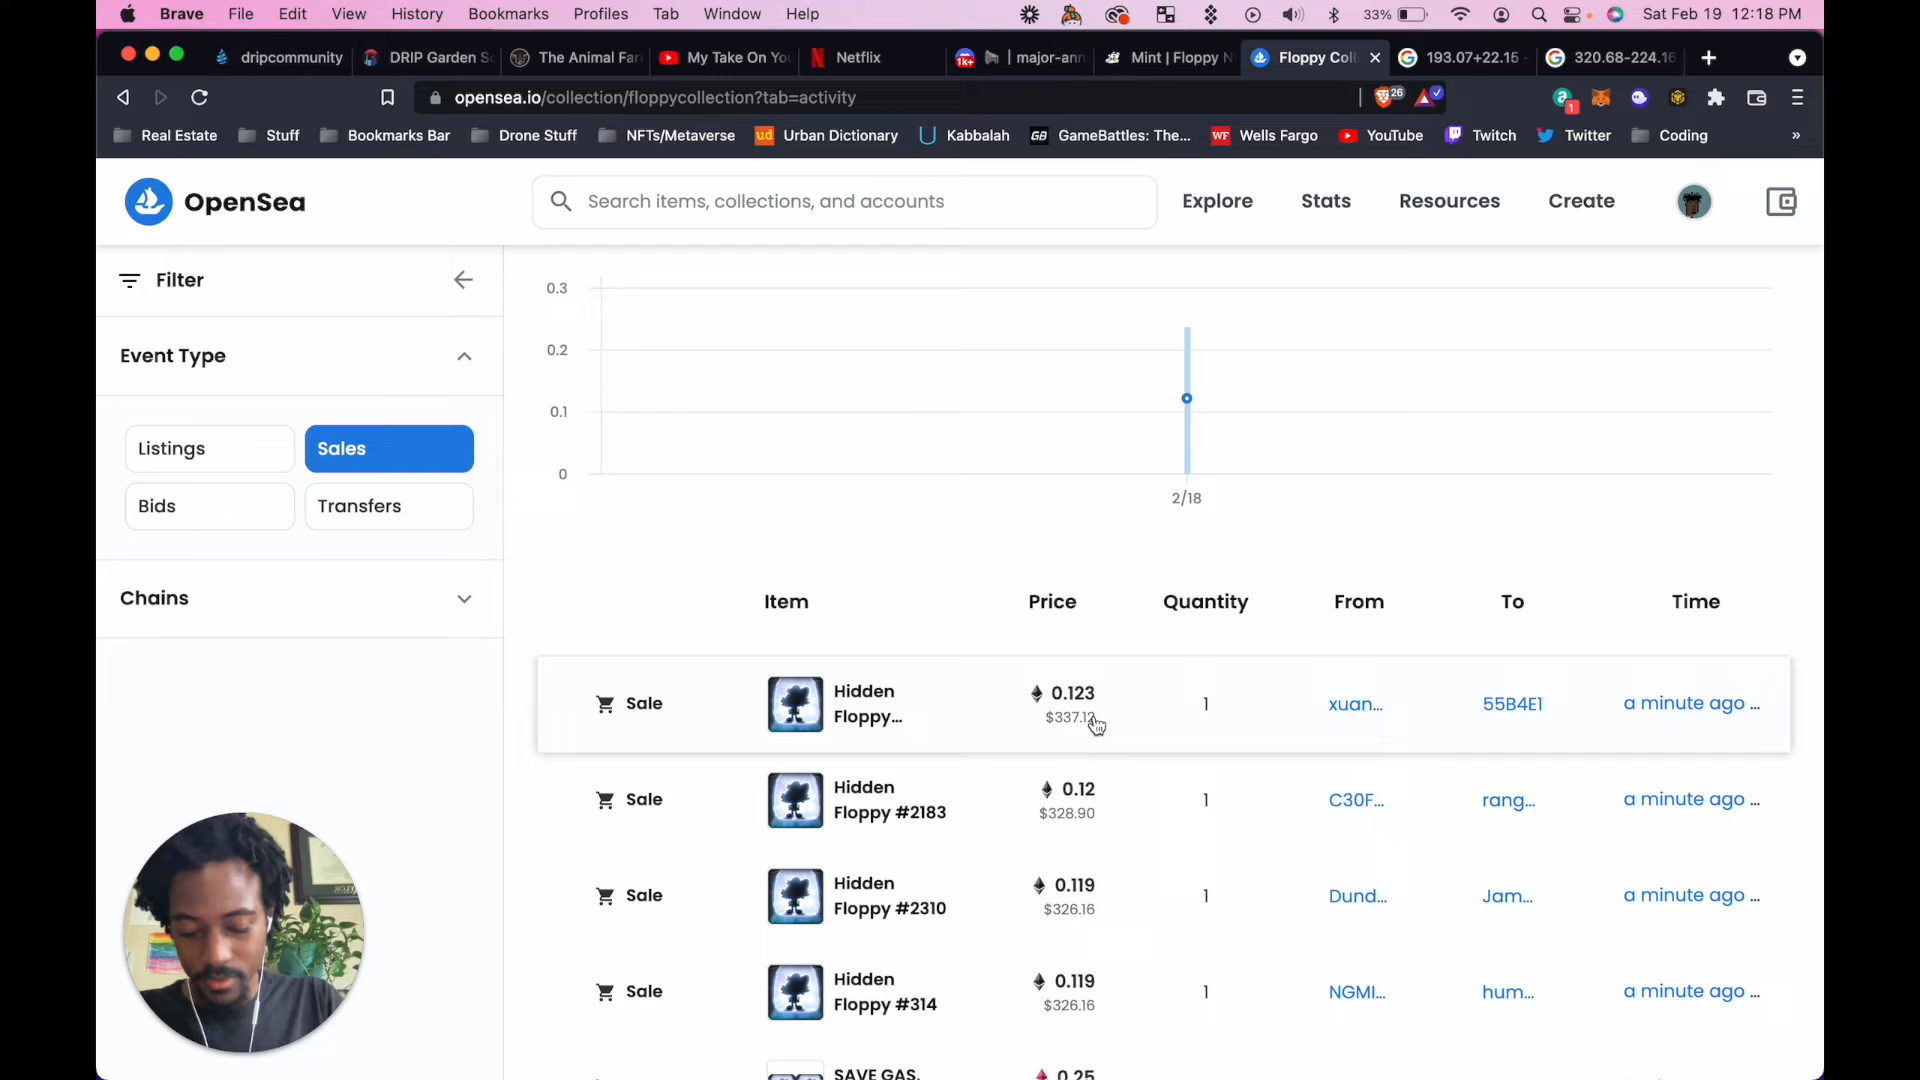 Brave File Edit View History Bookmarks Profiles Tab Window Help 33% Sat Feb 19 12:18 PM
dripcommunity DRIP Garden Sc The Animal Far My Take On Yo Netflix 1k+ | major-ann Mint | Floppy N Floppy Coll 193.07+22.15 320.68-224.16
opensea.io/collection/floppycollection?tab=activity 26 1
Real Estate Stuff Bookmarks Bar Drone Stuff NFTs/Metaverse ud Urban Dictionary Kabbalah GB GameBattles: The... WF Wells Fargo YouTube Twitch Twitter Coding »
OpenSea Search items, collections, and accounts Explore Stats Resources Create
Filter
Event Type
Listings Sales
Bids Transfers
Chains
0.3
0.2
0.1
0
2/18
Item Price Quantity From To Time
Sale Hidden Floppy... 0.123 1 xuan... 55B4E1 a minute ago ...
Sale Hidden Floppy #2183 0.12 $328.90 1 C30F... rang... a minute ago ...
Sale Hidden Floppy #2310 0.119 $326.16 1 Dund... Jam... a minute ago ...
Sale Hidden Floppy #314 0.119 $326.16 1 NGMI... hum... a minute ago ...
SAVE GAS, 0.25